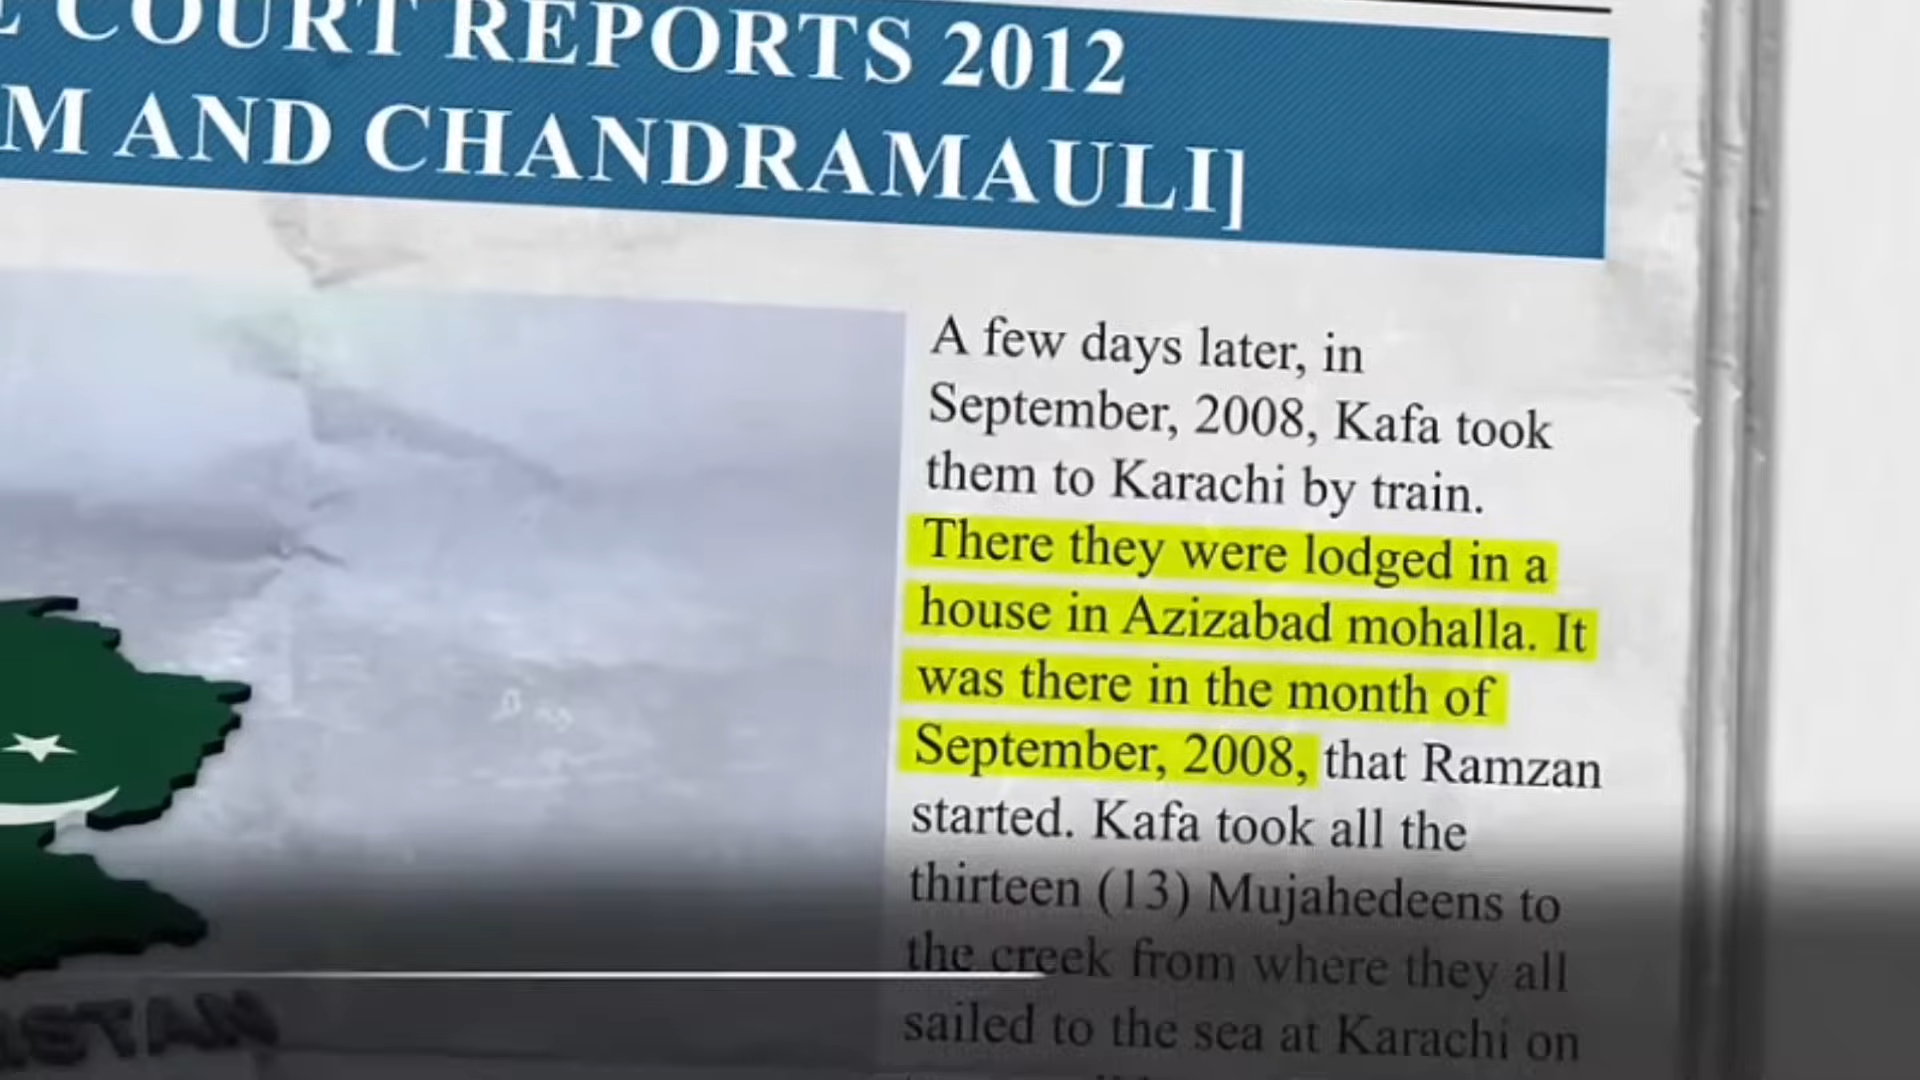 COURT REPORTS 2012
M AND CHANDRAMAULI]
A few days later, in
September, 2008, Kafa took
them to Karachi by train.
There they were lodged in a
house in Azizabad mohalla. It
was there in the month of
September, 2008, that Ramzan
started. Kafa took all the
thirteen (13) Mujahedeens to
the creek from where they all
sailed to the sea at Karachi on
ISTAN